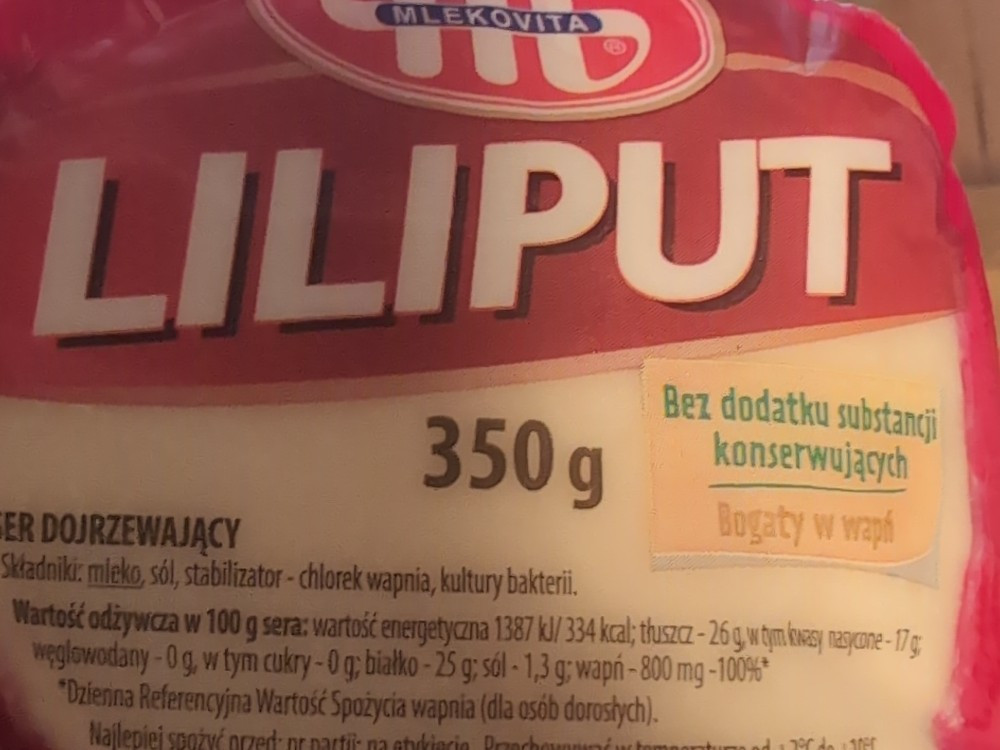 MLEKOVITA
®
LILIPUT
350 g
Bez dodatku substancji
konserwujących
Bogaty w wapń
SER DOJRZEWAJĄCY
Składniki: mleko, sól, stabilizator - chlorek wapnia, kultury bakterii.
Wartość odżywcza w 100 g sera: wartość energetyczna 1387 kJ/ 334 kcal; tłuszcz - 26 g, w tym kwasy nasycone - 17 g;
węglowodany - 0 g, w tym cukry - 0 g; białko - 25 g; sól - 1,3 g; wapń - 800 mg -100%*
*Dzienna Referencyjna Wartość Spożycia wapnia (dla osób dorosłych).
Najlepiej spożyć przed: nr partii: na etykiecie. Przechowywać w temperaturze od